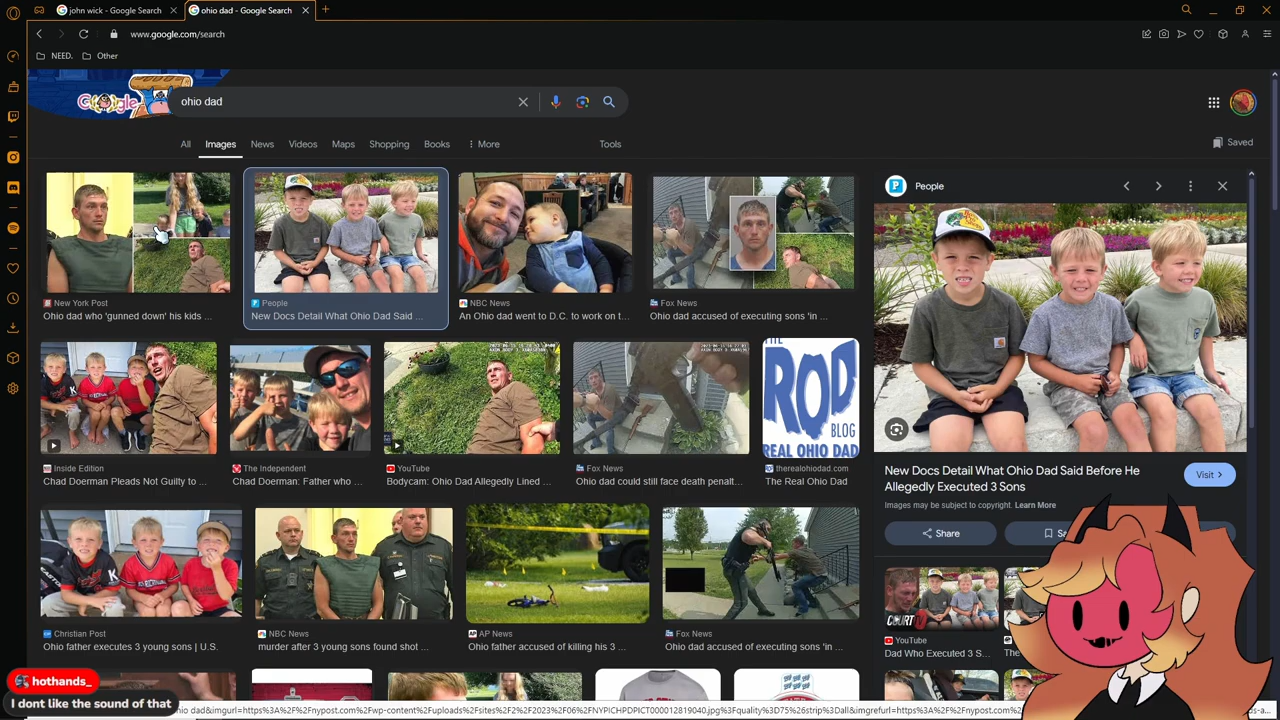 john wick - Google Search
ohio dad - Google Search
www.google.com/search
NEED.
Other
Google
ohio dad
All
Images
News
Videos
Maps
Shopping
Books
More
Tools
Saved
New York Post
Ohio dad who 'gunned down' his kids ...
People
New Docs Detail What Ohio Dad Said ...
NBC News
An Ohio dad went to D.C. to work on t...
Fox News
Ohio dad accused of executing sons 'in ...
People
Inside Edition
Chad Doerman Pleads Not Guilty to ...
The Independent
Chad Doerman: Father who ...
YouTube
Bodycam: Ohio Dad Allegedly Lined ...
Fox News
Ohio dad could still face death penalt...
THE
ROD
BLOG
REAL OHIO DAD
therealohiodad.com
The Real Ohio Dad
New Docs Detail What Ohio Dad Said Before He
Allegedly Executed 3 Sons
Visit
Images may be subject to copyright. Learn More
Share
Christian Post
Ohio father executes 3 young sons | U.S.
NBC News
murder after 3 young sons found shot ...
AP News
Ohio father accused of killing his 3 ...
Fox News
Ohio dad accused of executing sons 'in ...
COURT
YouTube
Dad Who Executed 3 S...
The
hothands_
I dont like the sound of that